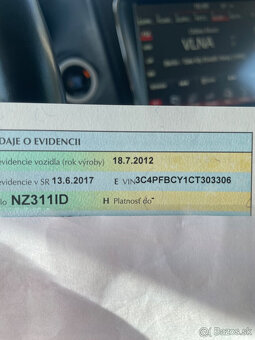 VLNA
DAJE O EVIDENCII
evidencie vozidla (rok výroby) 18.7.2012
evidencie v SR 13.6.2017 E VIN 3C4PFBCY1CT303306
lo NZ311ID H Platnosť do
© Bazos.sk